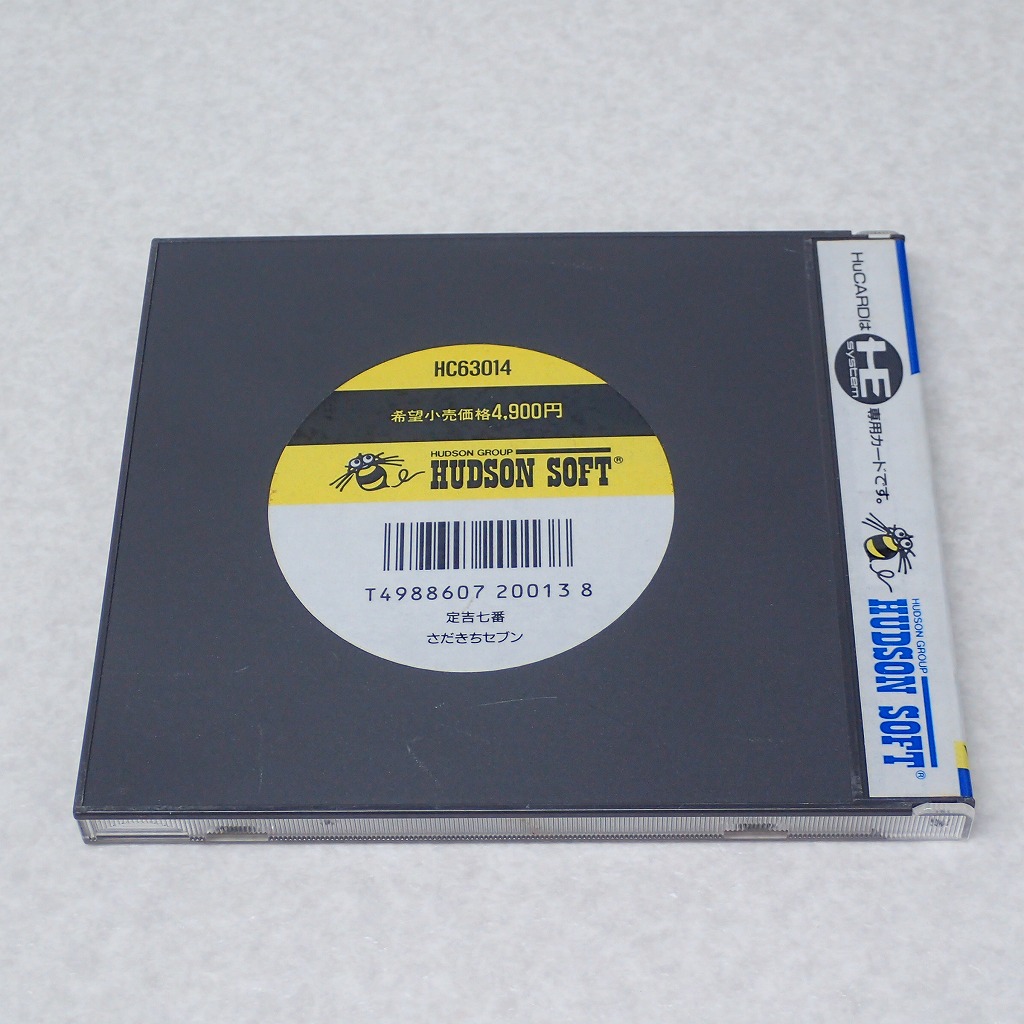 HC63014
希望小売価格4,900円
HUDSON GROUP
HUDSON SOFT®
T4988607 20013 8
定吉七番
さだきちセブン
HuCARDは HE system 専用カードです。
HUDSON GROUP
HUDSON SOFT®